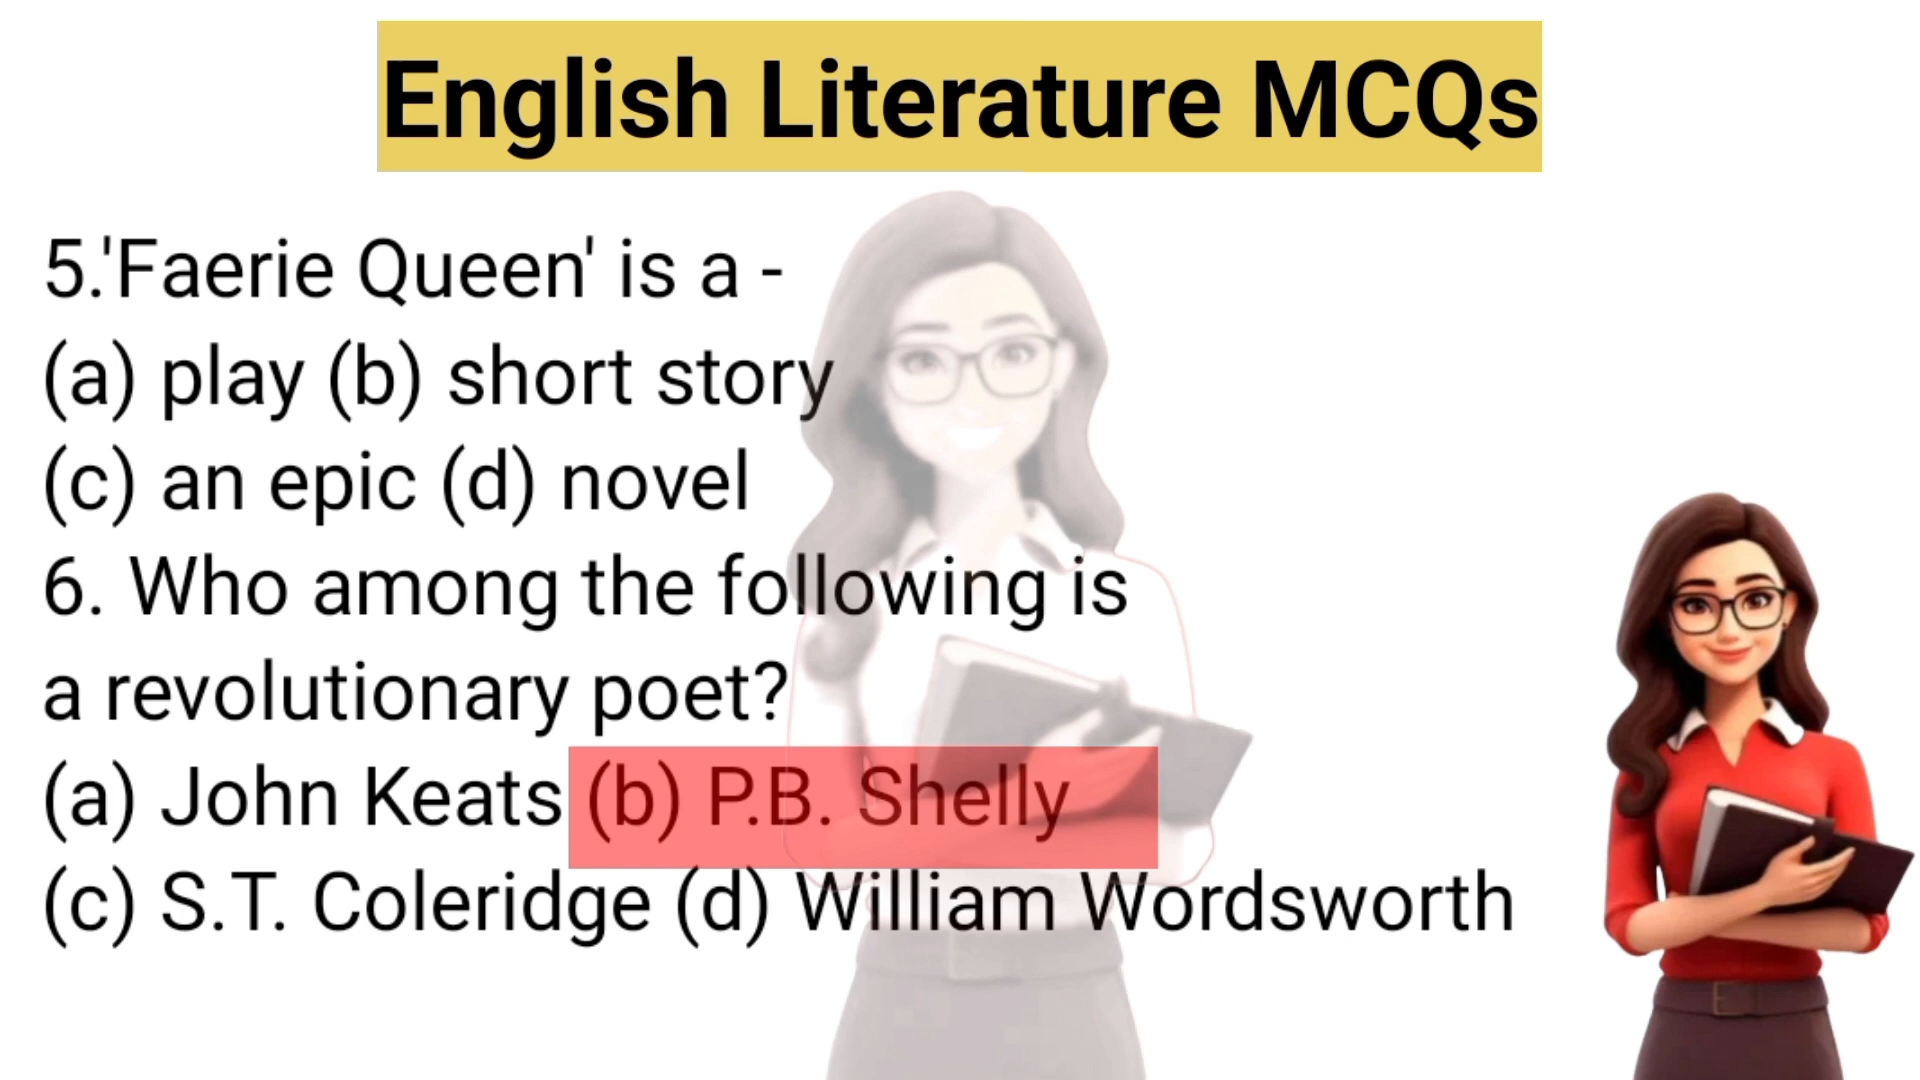 English Literature MCQs
5.'Faerie Queen' is a -
(a) play (b) short story
(c) an epic (d) novel
6. Who among the following is
a revolutionary poet?
(a) John Keats (b) P.B. Shelly
(c) S.T. Coleridge (d) William Wordsworth